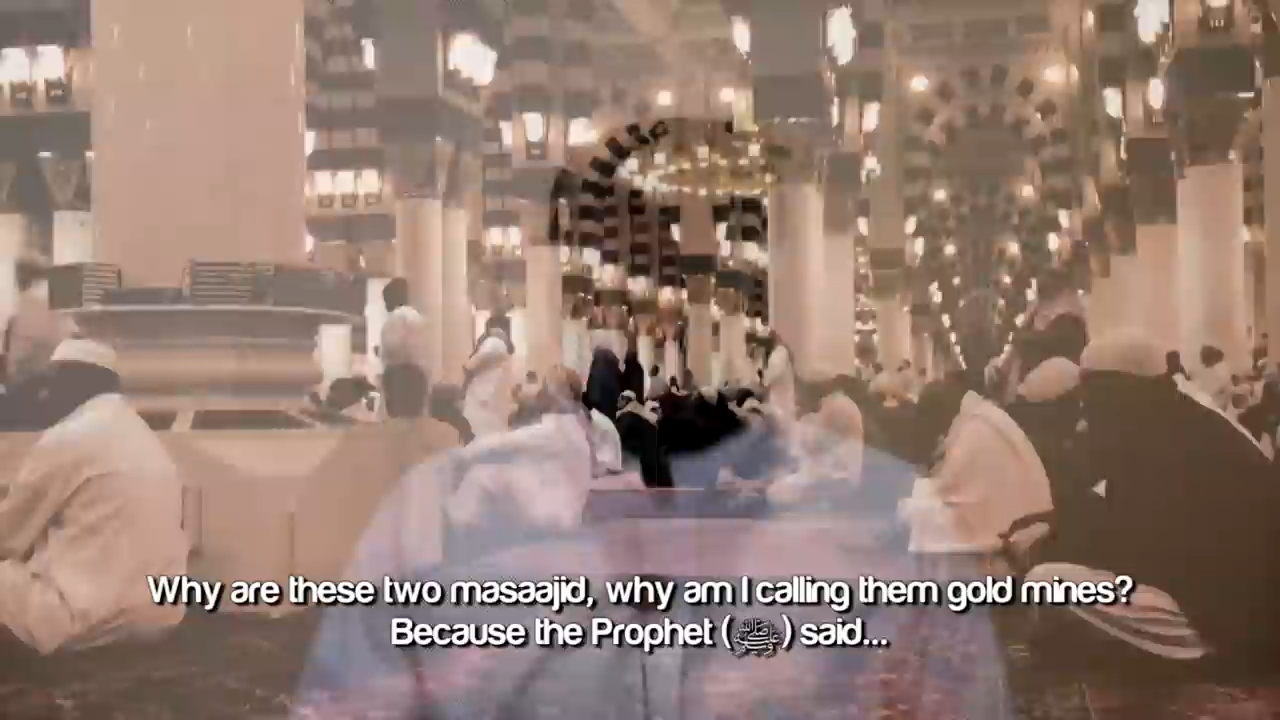 Why are these two masaajid, why am I calling them gold mines?
Because the Prophet (ﷺ) said...